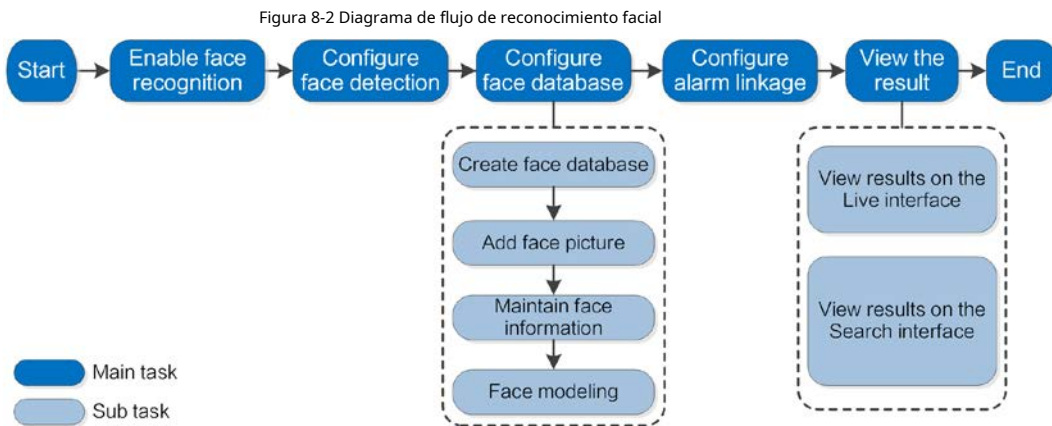 Figura 8-2 Diagrama de flujo de reconocimiento facial
Start
Enable face
recognition
Configure
face detection
Configure
face database
Configure
alarm linkage
View the
result
End
Create face database
Add face picture
Maintain face
information
Face modeling
View results on the
Live interface
View results on the
Search interface
Main task
Sub task